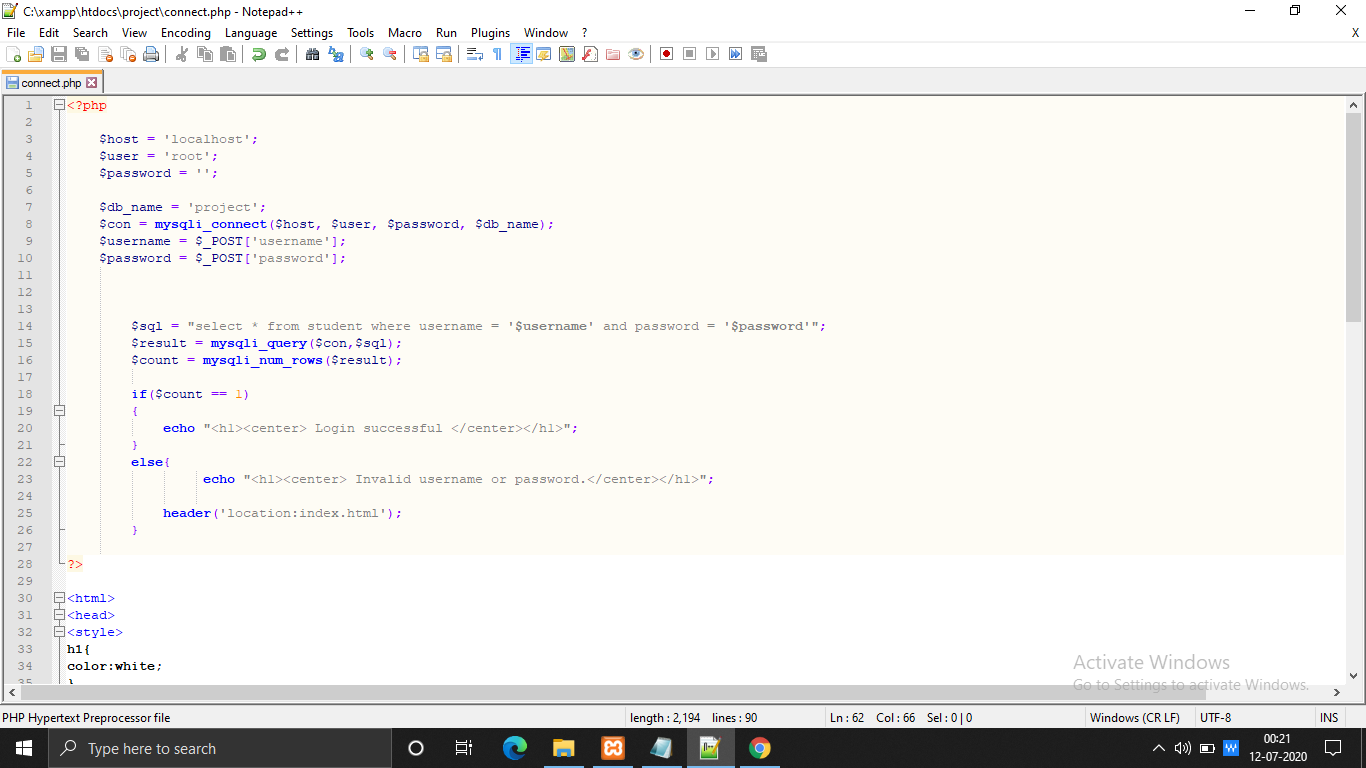 C:\xampp\htdocs\project\connect.php - Notepad++
File Edit Search View Encoding Language Settings Tools Macro Run Plugins Window ? X
connect.php
1 <?php
2
3 $host = 'localhost';
4 $user = 'root';
5 $password = '';
6
7 $db_name = 'project';
8 $con = mysqli_connect($host, $user, $password, $db_name);
9 $username = $_POST['username'];
10 $password = $_POST['password'];
11
12
13
14 $sql = "select * from student where username = '$username' and password = '$password'";
15 $result = mysqli_query($con,$sql);
16 $count = mysqli_num_rows($result);
17
18 if($count == 1)
19 {
20 echo "<h1><center> Login successful </center></h1>";
21 }
22 else{
23 echo "<h1><center> Invalid username or password.</center></h1>";
24
25 header('location:index.html');
26 }
27
28 ?>
29
30 <html>
31 <head>
32 <style>
33 h1{
34 color:white;
35 }
Activate Windows
Go to Settings to activate Windows.
PHP Hypertext Preprocessor file length : 2,194 lines : 90 Ln : 62 Col : 66 Sel : 0 | 0 Windows (CR LF) UTF-8 INS
Type here to search
00:21
12-07-2020